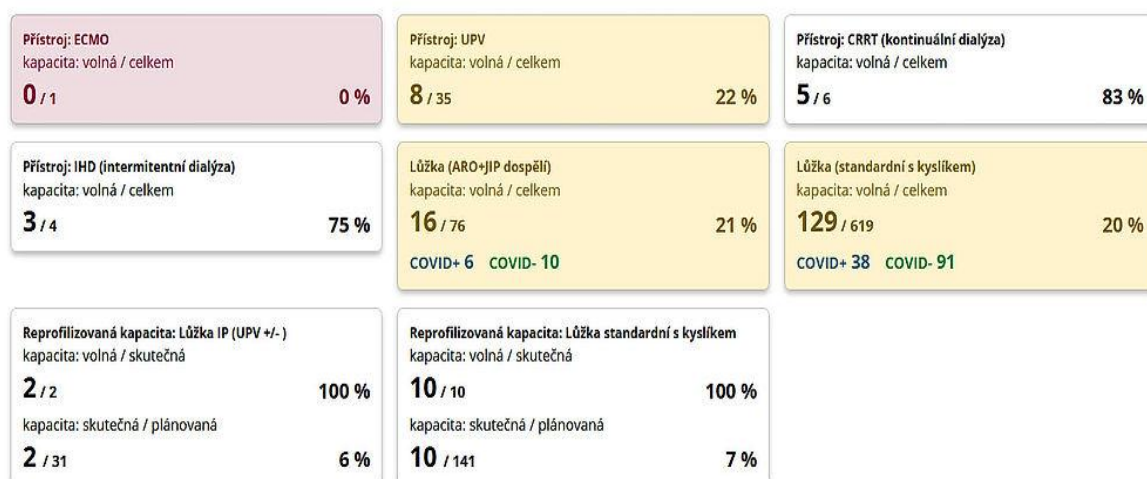 Přístroj: ECMO
kapacita: volná / celkem
0 / 1 0 %
Přístroj: UPV
kapacita: volná / celkem
8 / 35 22 %
Přístroj: CRRT (kontinuální dialýza)
kapacita: volná / celkem
5 / 6 83 %
Přístroj: IHD (intermitentní dialýza)
kapacita: volná / celkem
3 / 4 75 %
Lůžka (ARO+JIP dospělí)
kapacita: volná / celkem
16 / 76 21 %
COVID+ 6 COVID- 10
Lůžka (standardní s kyslíkem)
kapacita: volná / celkem
129 / 619 20 %
COVID+ 38 COVID- 91
Reprofilizovaná kapacita: Lůžka IP (UPV +/- )
kapacita: volná / skutečná
2 / 2 100 %
kapacita: skutečná / plánovaná
2 / 31 6 %
Reprofilizovaná kapacita: Lůžka standardní s kyslíkem
kapacita: volná / skutečná
10 / 10 100 %
kapacita: skutečná / plánovaná
10 / 141 7 %